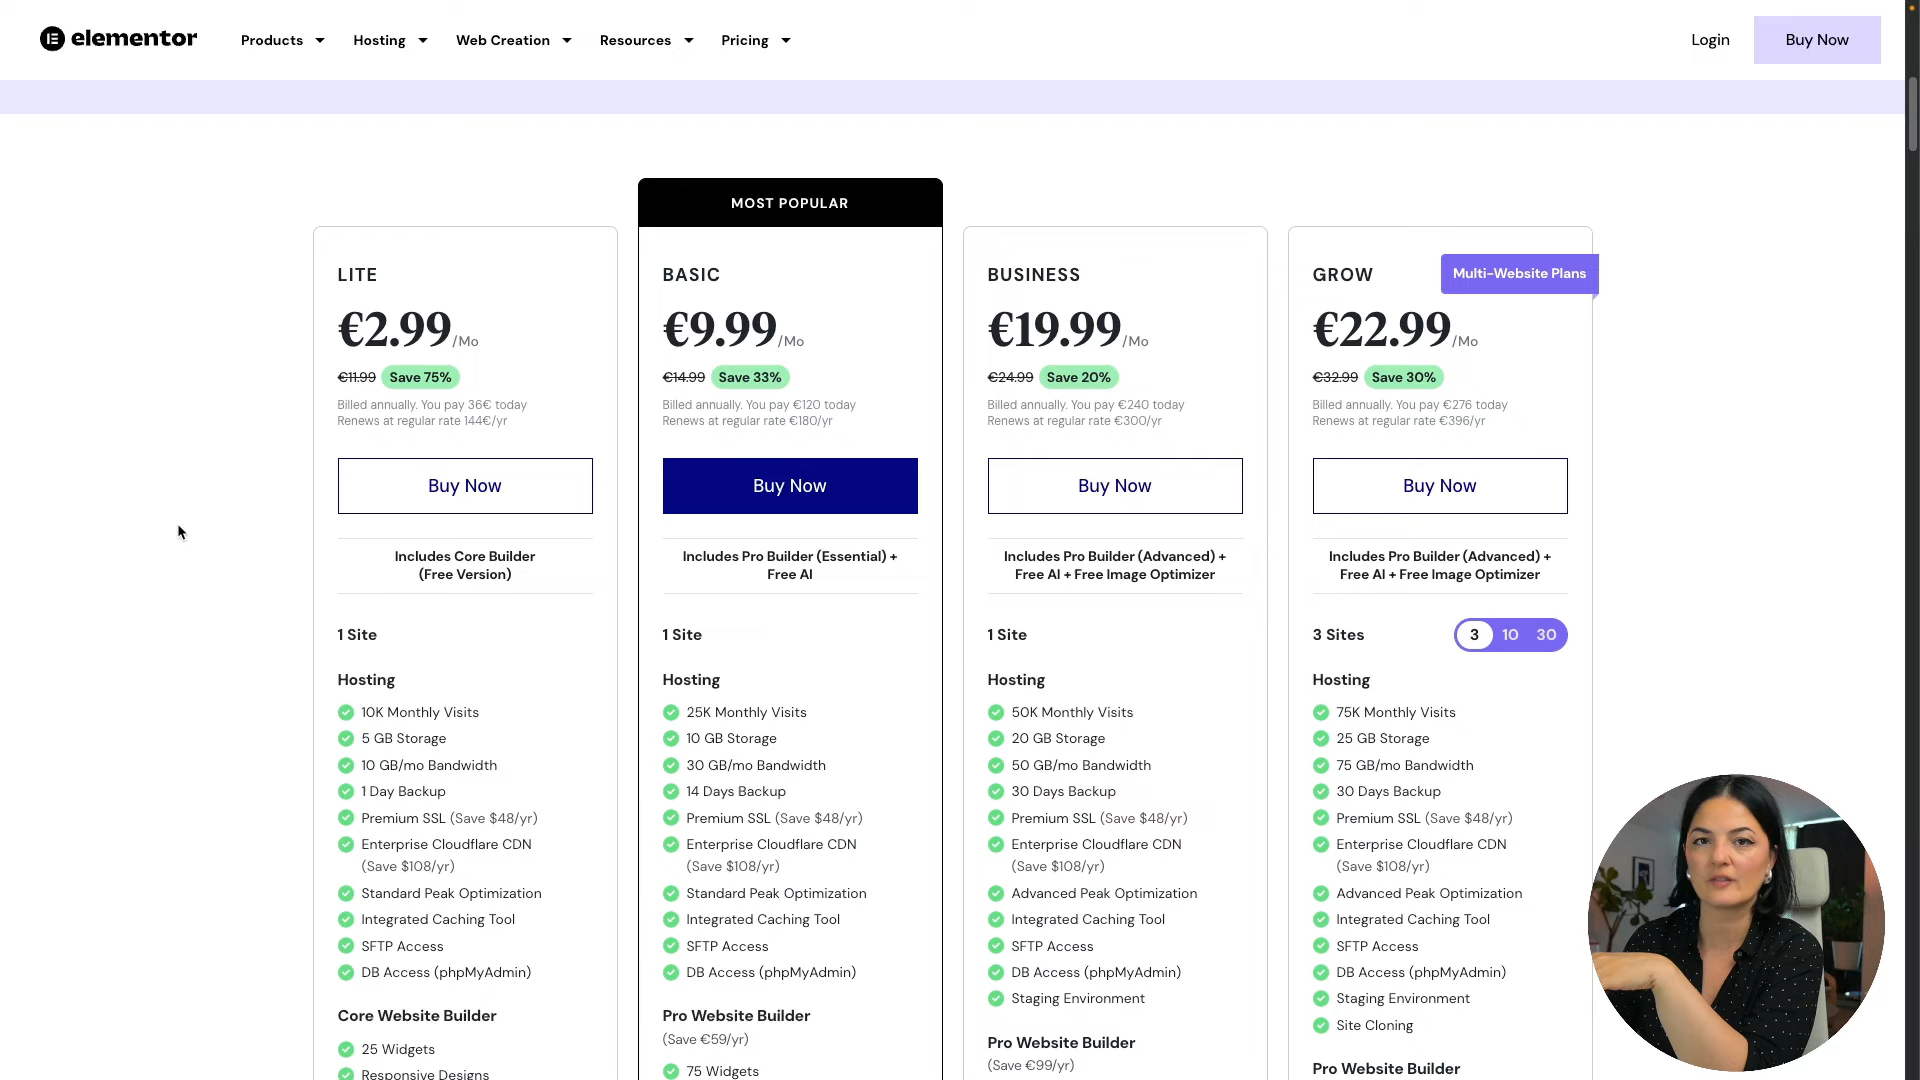 elementor
Products
Hosting
Web Creation
Resources
Pricing
Login
Buy Now
MOST POPULAR
LITE
€2.99/Mo
€11.99 Save 75%
Billed annually. You pay 36€ today
Renews at regular rate 144€/yr
Buy Now
Includes Core Builder
(Free Version)
1 Site
Hosting
10K Monthly Visits
5 GB Storage
10 GB/mo Bandwidth
1 Day Backup
Premium SSL (Save $48/yr)
Enterprise Cloudflare CDN
(Save $108/yr)
Standard Peak Optimization
Integrated Caching Tool
SFTP Access
DB Access (phpMyAdmin)
Core Website Builder
25 Widgets
Responsive Designs
BASIC
€9.99/Mo
€14.99 Save 33%
Billed annually. You pay €120 today
Renews at regular rate €180/yr
Buy Now
Includes Pro Builder (Essential) +
Free AI
1 Site
Hosting
25K Monthly Visits
10 GB Storage
30 GB/mo Bandwidth
14 Days Backup
Premium SSL (Save $48/yr)
Enterprise Cloudflare CDN
(Save $108/yr)
Standard Peak Optimization
Integrated Caching Tool
SFTP Access
DB Access (phpMyAdmin)
Pro Website Builder
(Save €59/yr)
75 Widgets
BUSINESS
€19.99/Mo
€24.99 Save 20%
Billed annually. You pay €240 today
Renews at regular rate €300/yr
Buy Now
Includes Pro Builder (Advanced) +
Free AI + Free Image Optimizer
1 Site
Hosting
50K Monthly Visits
20 GB Storage
50 GB/mo Bandwidth
30 Days Backup
Premium SSL (Save $48/yr)
Enterprise Cloudflare CDN
(Save $108/yr)
Advanced Peak Optimization
Integrated Caching Tool
SFTP Access
DB Access (phpMyAdmin)
Staging Environment
Pro Website Builder
(Save €99/yr)
GROW
Multi-Website Plans
€22.99/Mo
€32.99 Save 30%
Billed annually. You pay €276 today
Renews at regular rate €396/yr
Buy Now
Includes Pro Builder (Advanced) +
Free AI + Free Image Optimizer
3 Sites 3 10 30
Hosting
75K Monthly Visits
25 GB Storage
75 GB/mo Bandwidth
30 Days Backup
Premium SSL (Save $48/yr)
Enterprise Cloudflare CDN
(Save $108/yr)
Advanced Peak Optimization
Integrated Caching Tool
SFTP Access
DB Access (phpMyAdmin)
Staging Environment
Site Cloning
Pro Website Builder